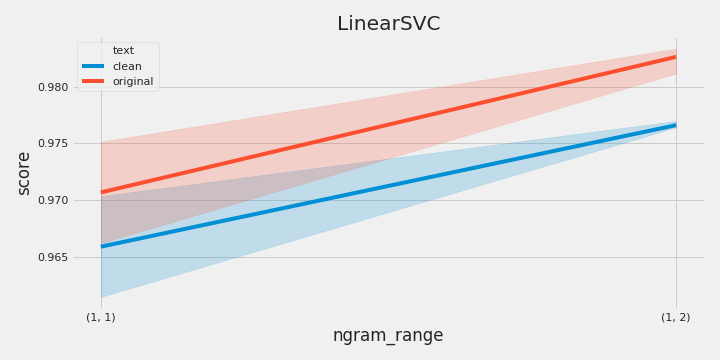 LinearSVC
text
clean
original
score
0.980
0.975
0.970
0.965
(1, 1)
(1, 2)
ngram_range